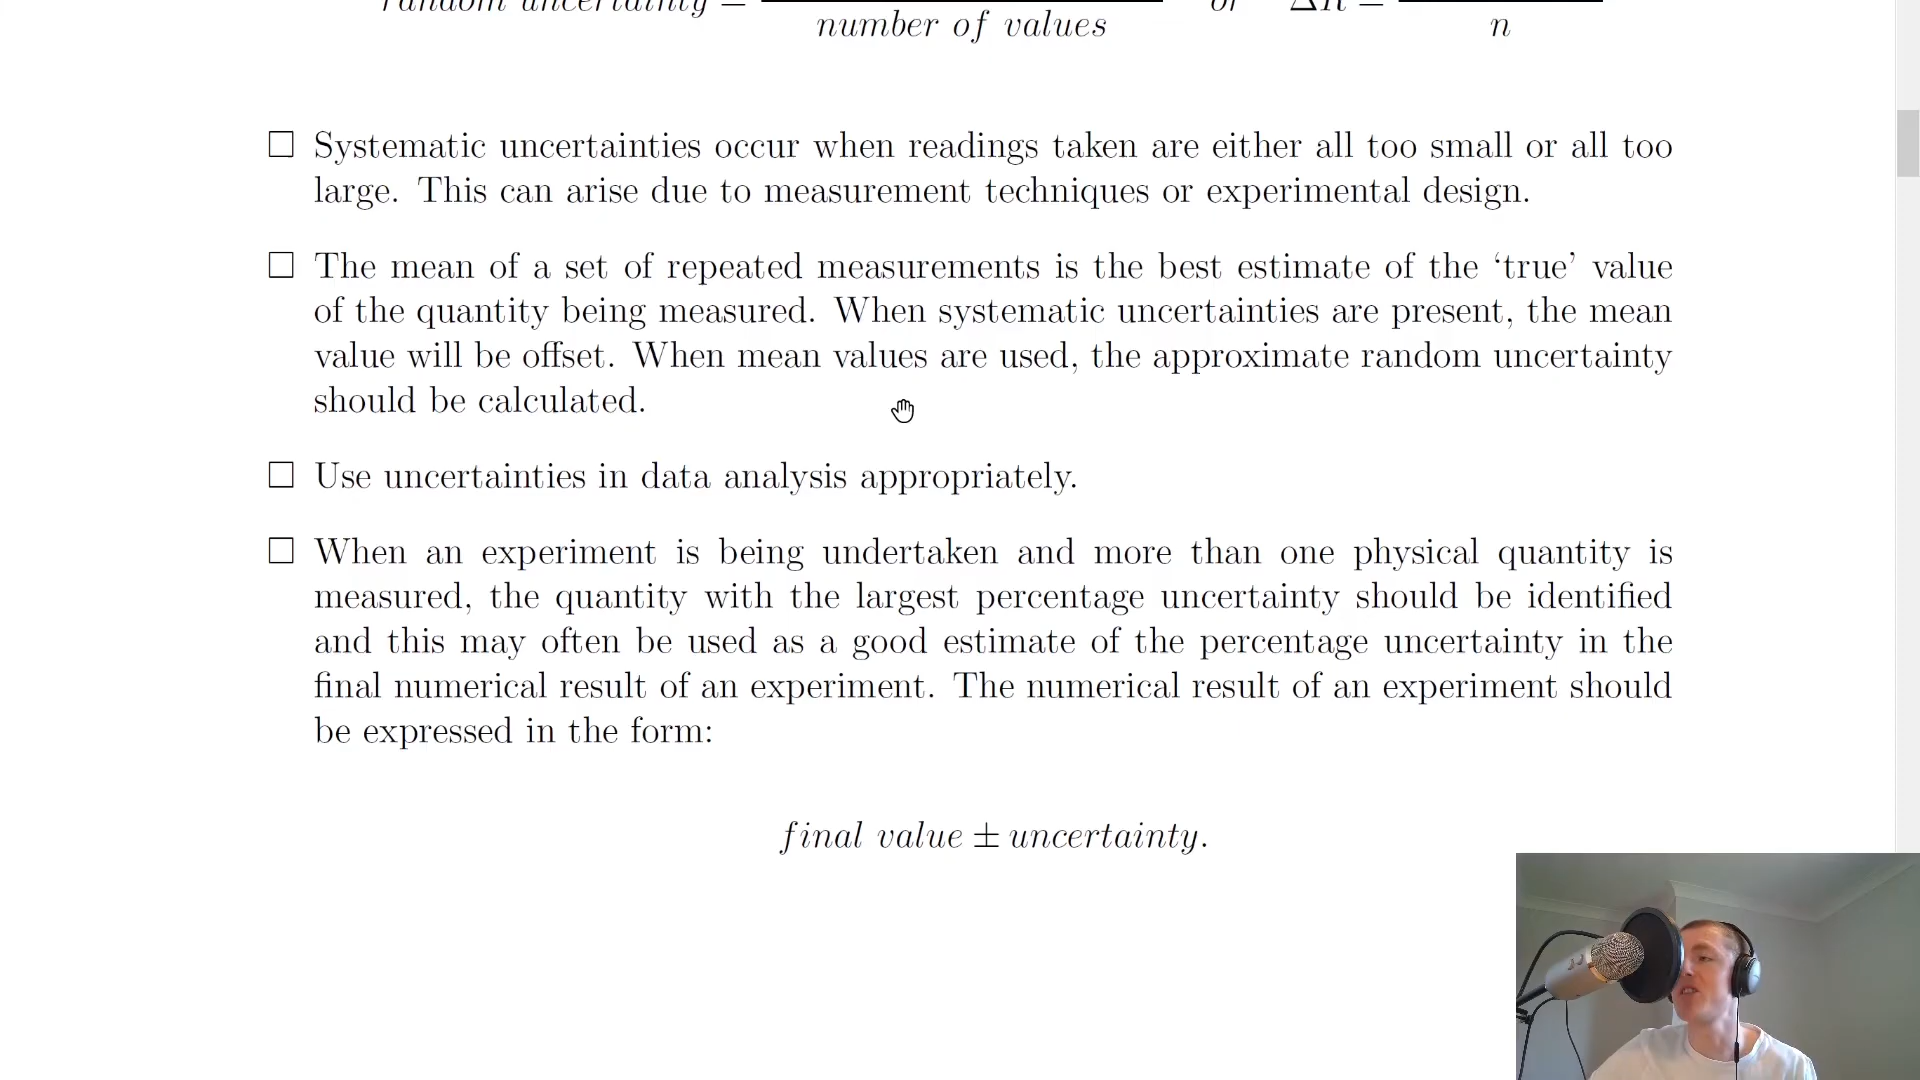 random uncertainty = number of values or ΔR = n
Systematic uncertainties occur when readings taken are either all too small or all too
large. This can arise due to measurement techniques or experimental design.
The mean of a set of repeated measurements is the best estimate of the ‘true’ value
of the quantity being measured. When systematic uncertainties are present, the mean
value will be offset. When mean values are used, the approximate random uncertainty
should be calculated.
Use uncertainties in data analysis appropriately.
When an experiment is being undertaken and more than one physical quantity is
measured, the quantity with the largest percentage uncertainty should be identified
and this may often be used as a good estimate of the percentage uncertainty in the
final numerical result of an experiment. The numerical result of an experiment should
be expressed in the form:
final value ± uncertainty.